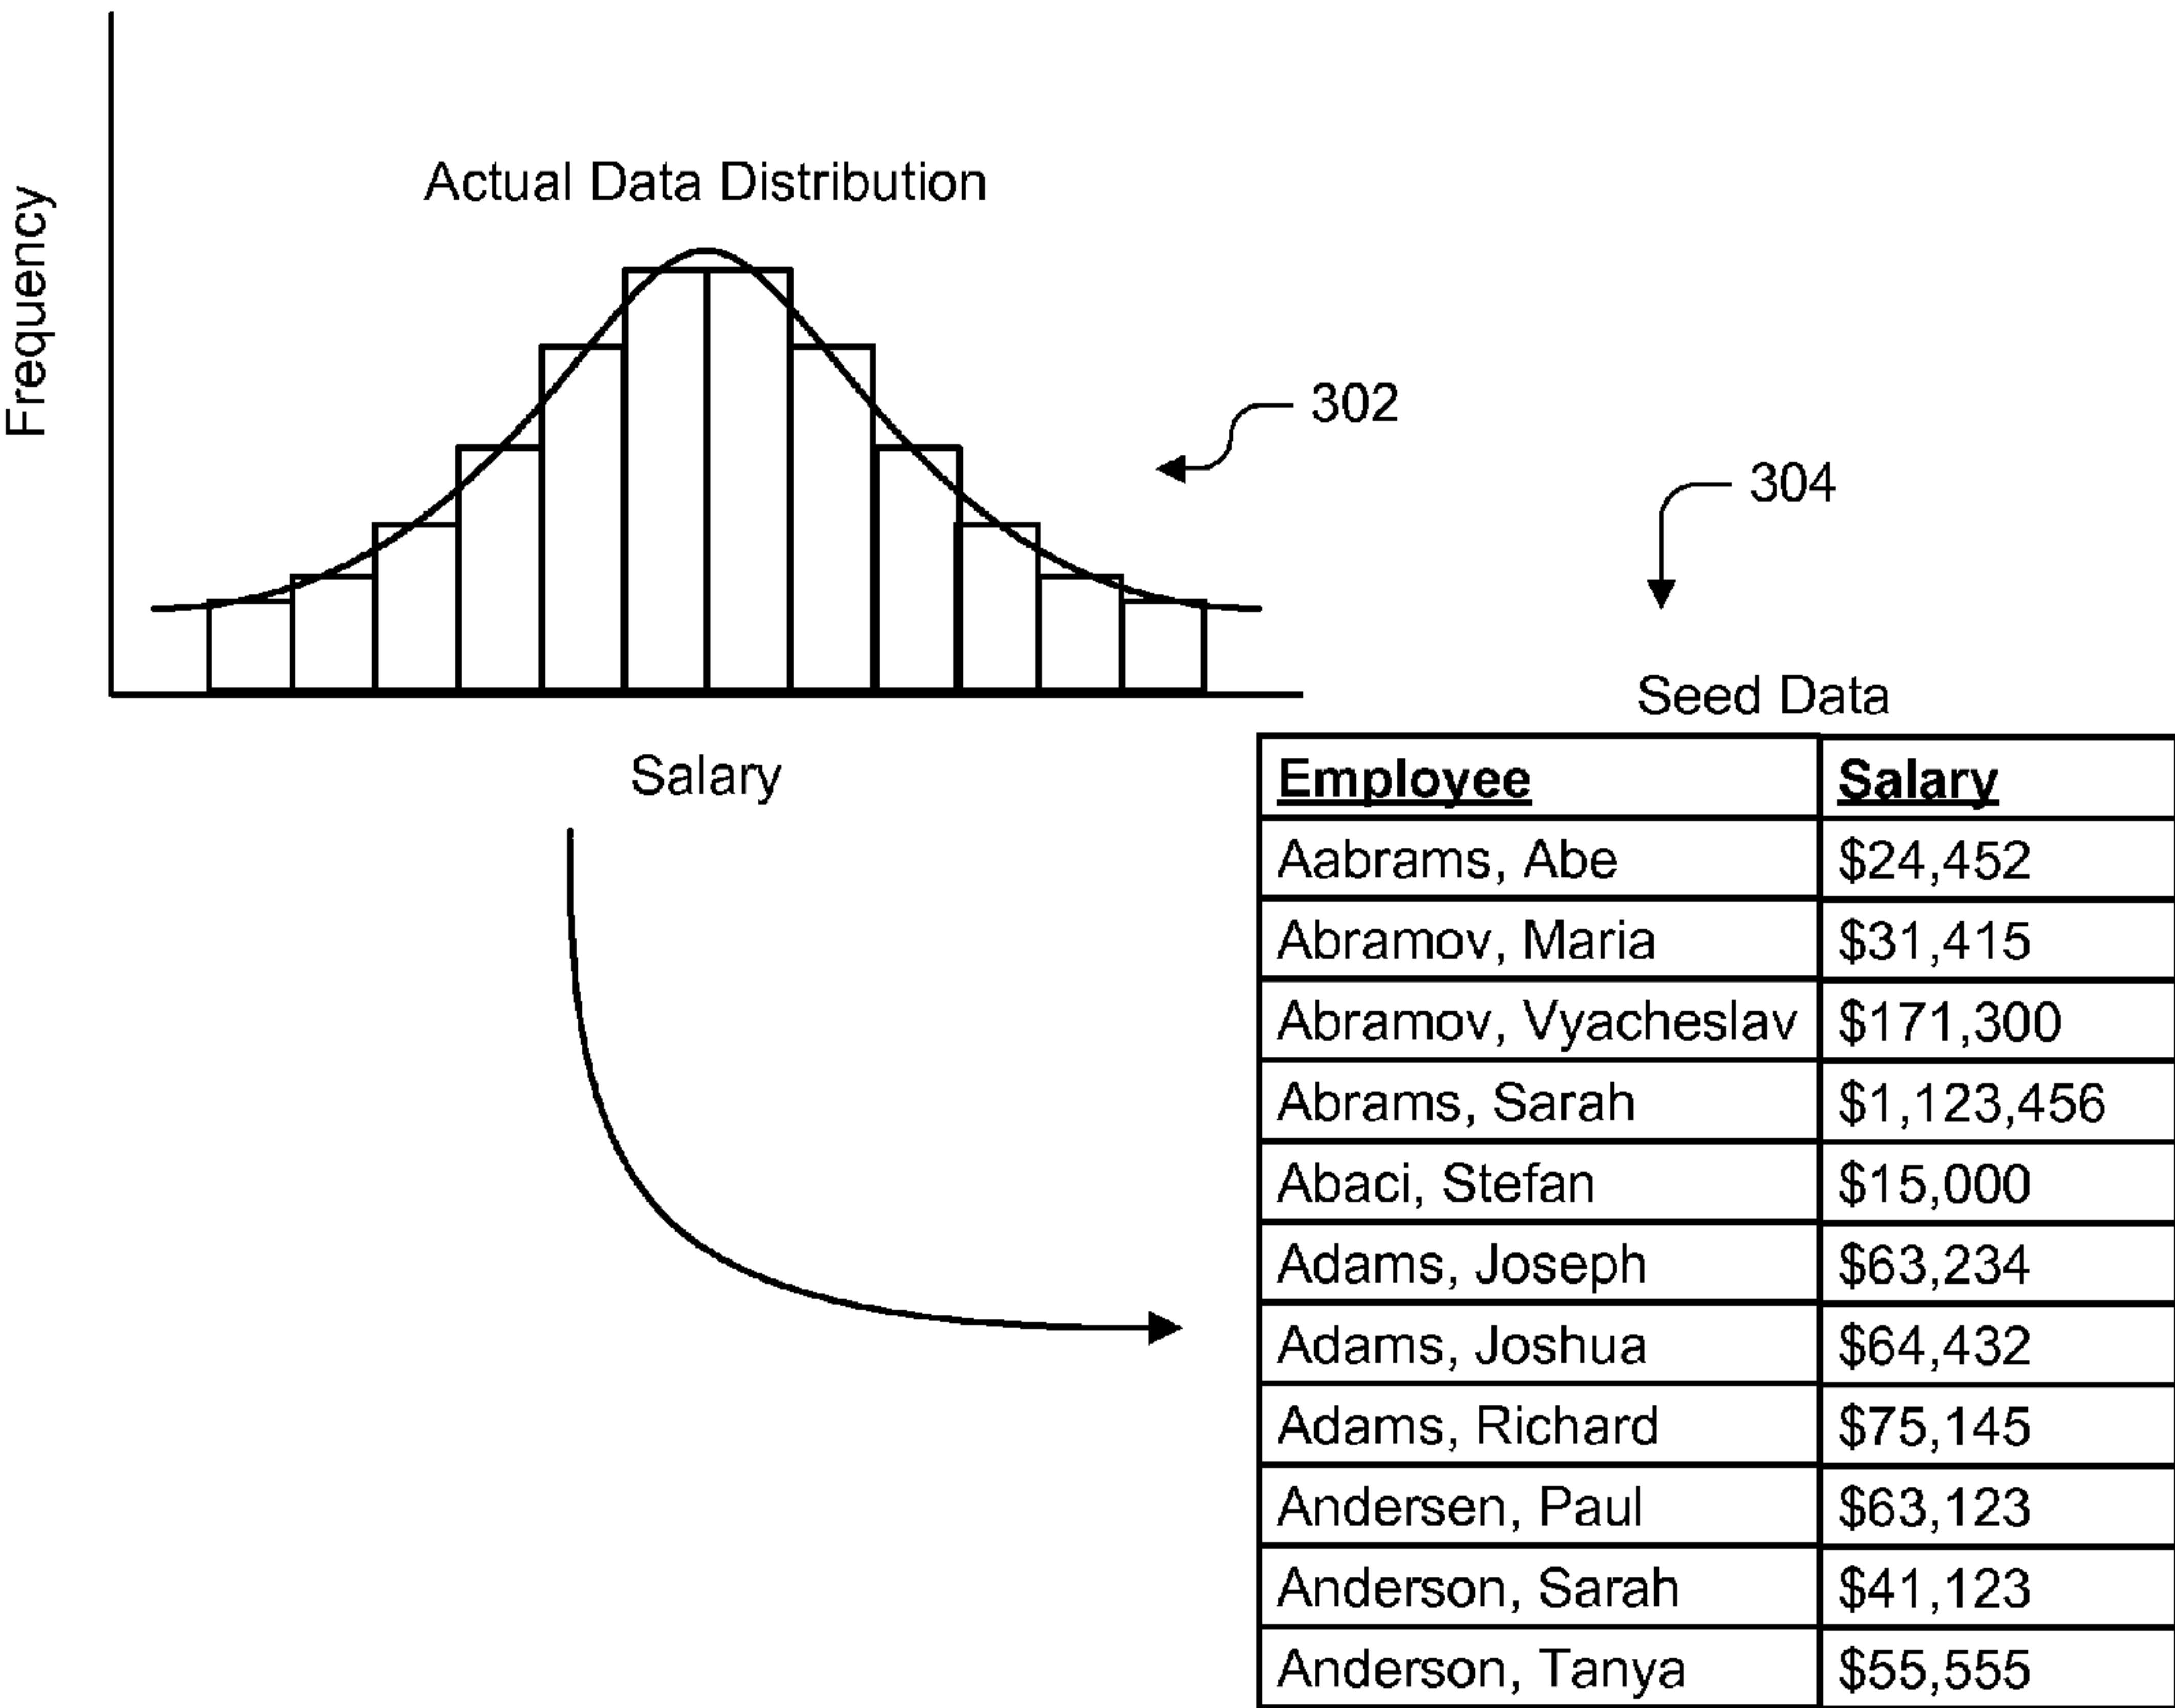 Frequency
Actual Data Distribution
302
304
Salary
Seed Data
Employee Salary
Aabrams, Abe $24,452
Abramov, Maria $31,415
Abramov, Vyacheslav $171,300
Abrams, Sarah $1,123,456
Abaci, Stefan $15,000
Adams, Joseph $63,234
Adams, Joshua $64,432
Adams, Richard $75,145
Andersen, Paul $63,123
Anderson, Sarah $41,123
Anderson, Tanya $55,555